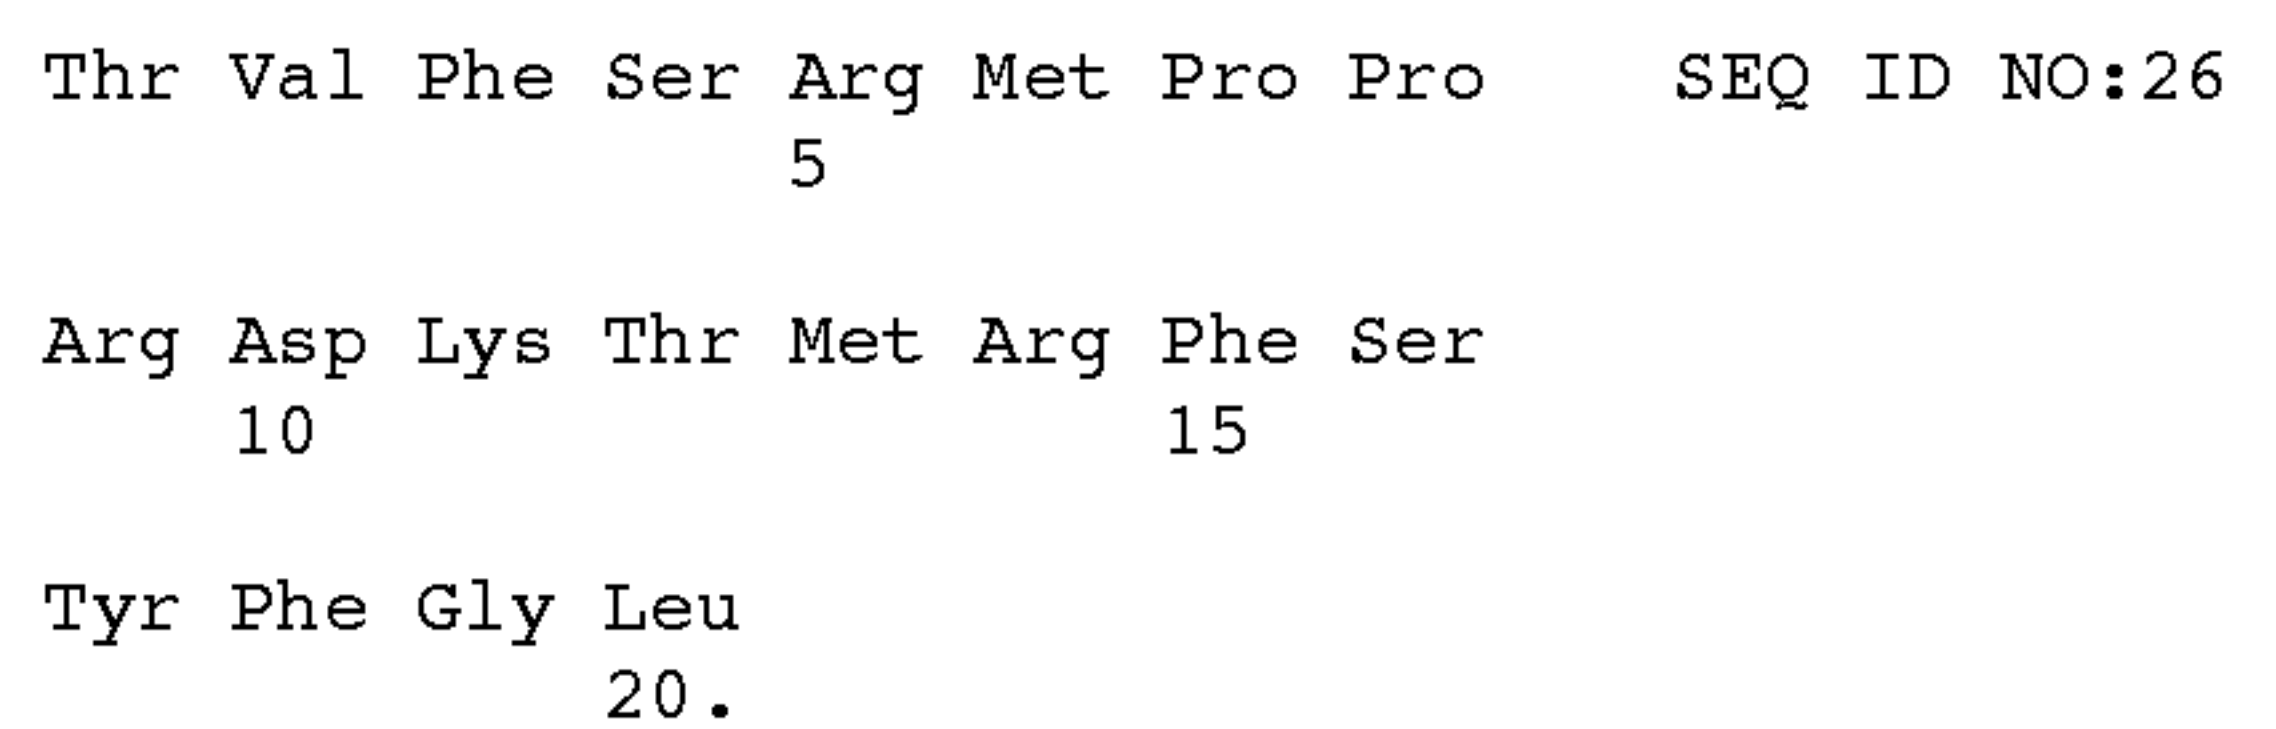 Thr Val Phe Ser Arg Met Pro Pro SEQ ID NO:26
5
Arg Asp Lys Thr Met Arg Phe Ser
10 15
Tyr Phe Gly Leu
20.